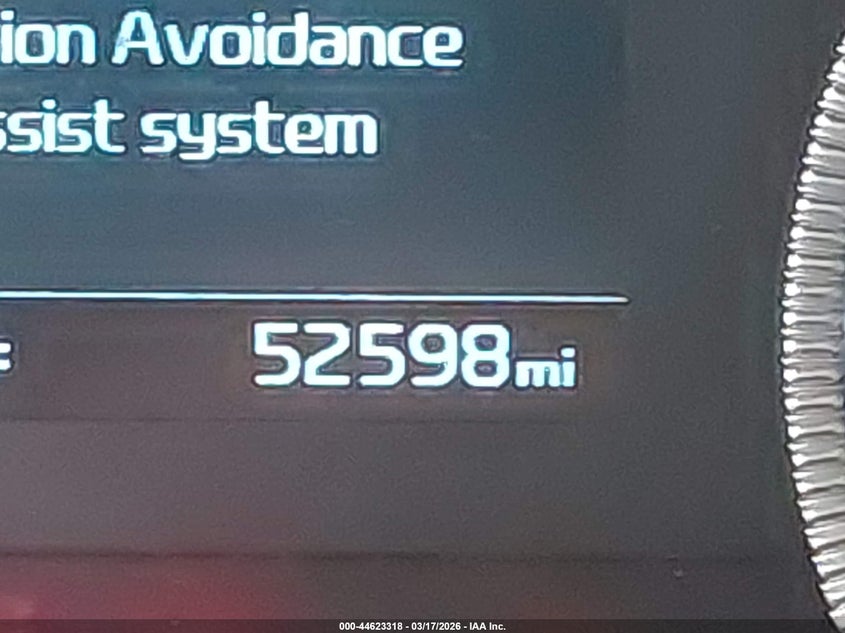 ion Avoidance
ssist system
52598mi
000-44623318 - 03/17/2026 - IAA Inc.